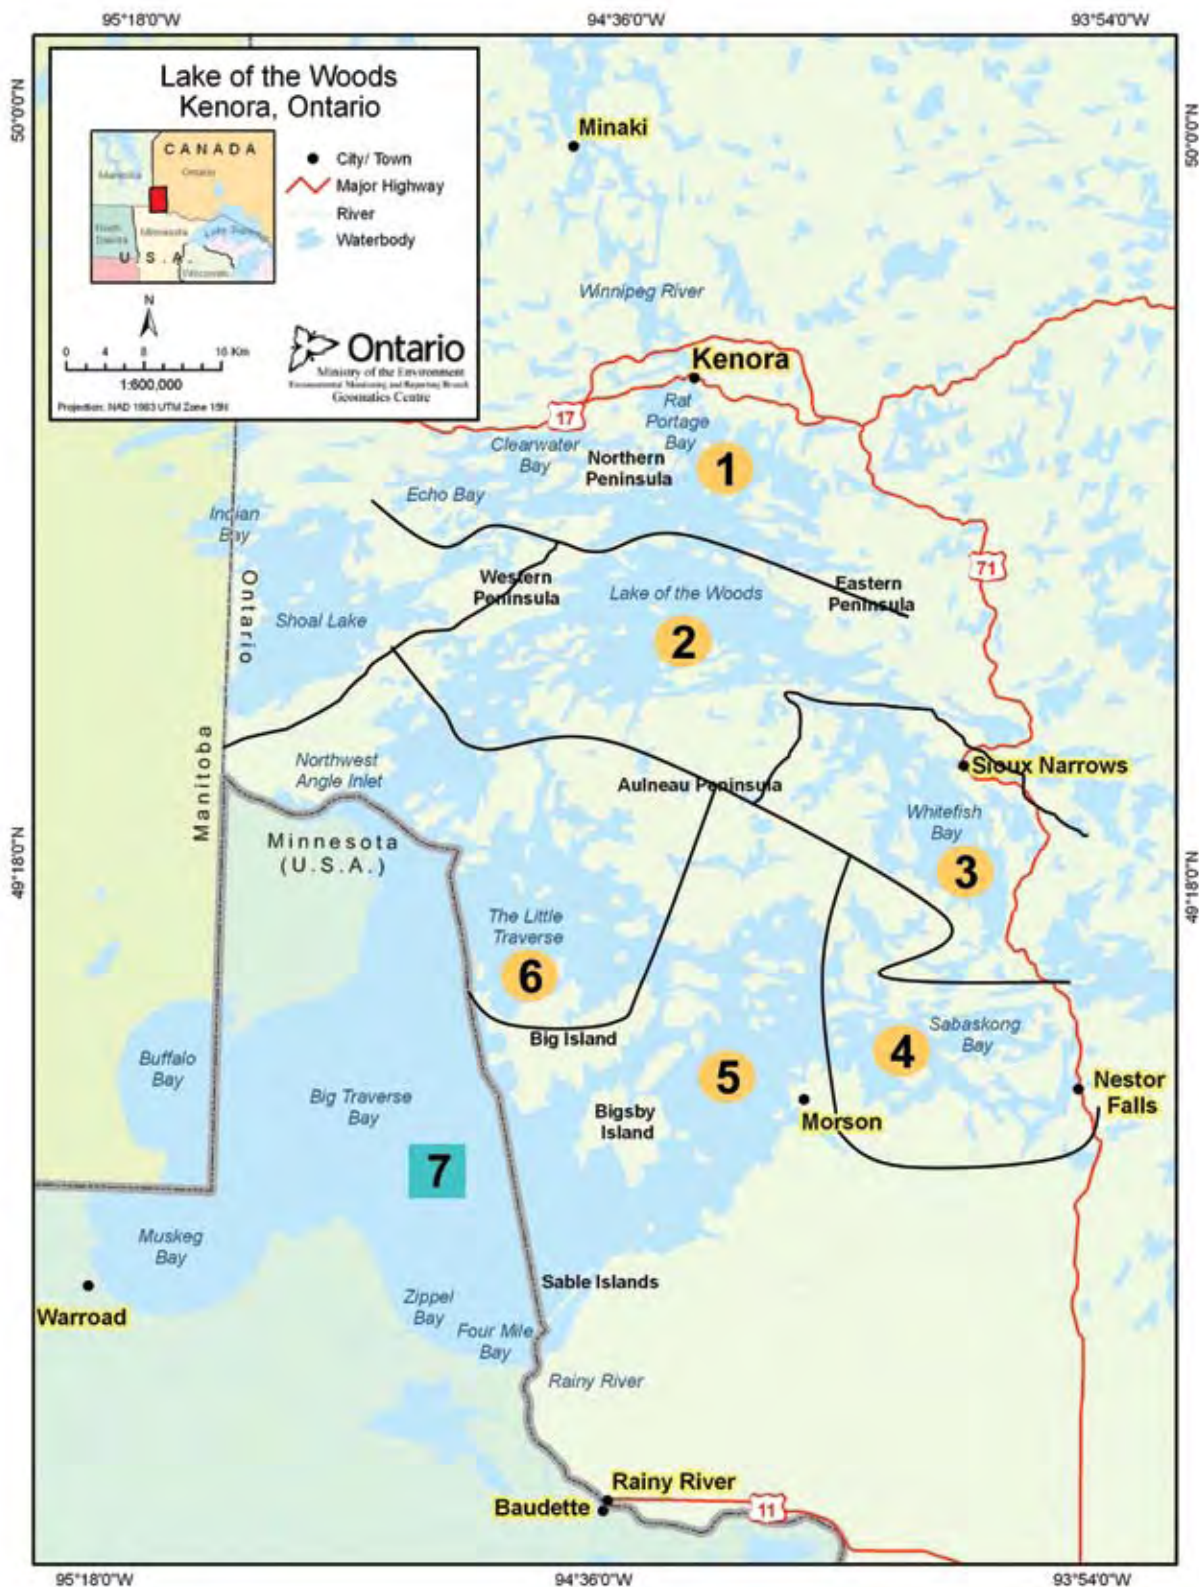 95°18'0"W
94°36'0"W
93°54'0"W
50°0'0"N
50°0'0"N
Lake of the Woods
Kenora, Ontario
CANADA
Manitoba
Ontario
North
Dakota
Minnesota
Lake Superior
U.S.A.
Wisconsin
City/ Town
Major Highway
River
Waterbody
N
0 4 8 16 Km
1:600,000
Projection: NAD 1983 UTM Zone 15N
Ontario
Ministry of the Environment
Environmental Monitoring and Reporting Branch
Geomatics Centre
Minaki
Winnipeg River
Kenora
17
Rat
Portage
Bay
Clearwater
Bay
Northern
Peninsula
1
Echo Bay
Indian
Bay
71
Ontario
Western
Peninsula
Lake of the Woods
Eastern
Peninsula
Shoal Lake
2
Manitoba
Northwest
Angle Inlet
Aulneau Peninsula
Sioux Narrows
Minnesota
(U.S.A.)
Whitefish
Bay
3
49°18'0"N
49°18'0"N
The Little
Traverse
6
Big Island
Sabaskong
Bay
4
5
Buffalo
Bay
Big Traverse
Bay
Bigsby
Island
Morson
Nestor
Falls
7
Muskeg
Bay
Warroad
Sable Islands
Zippel
Bay
Four Mile
Bay
Rainy River
Rainy River
Baudette
11
95°18'0"W
94°36'0"W
93°54'0"W